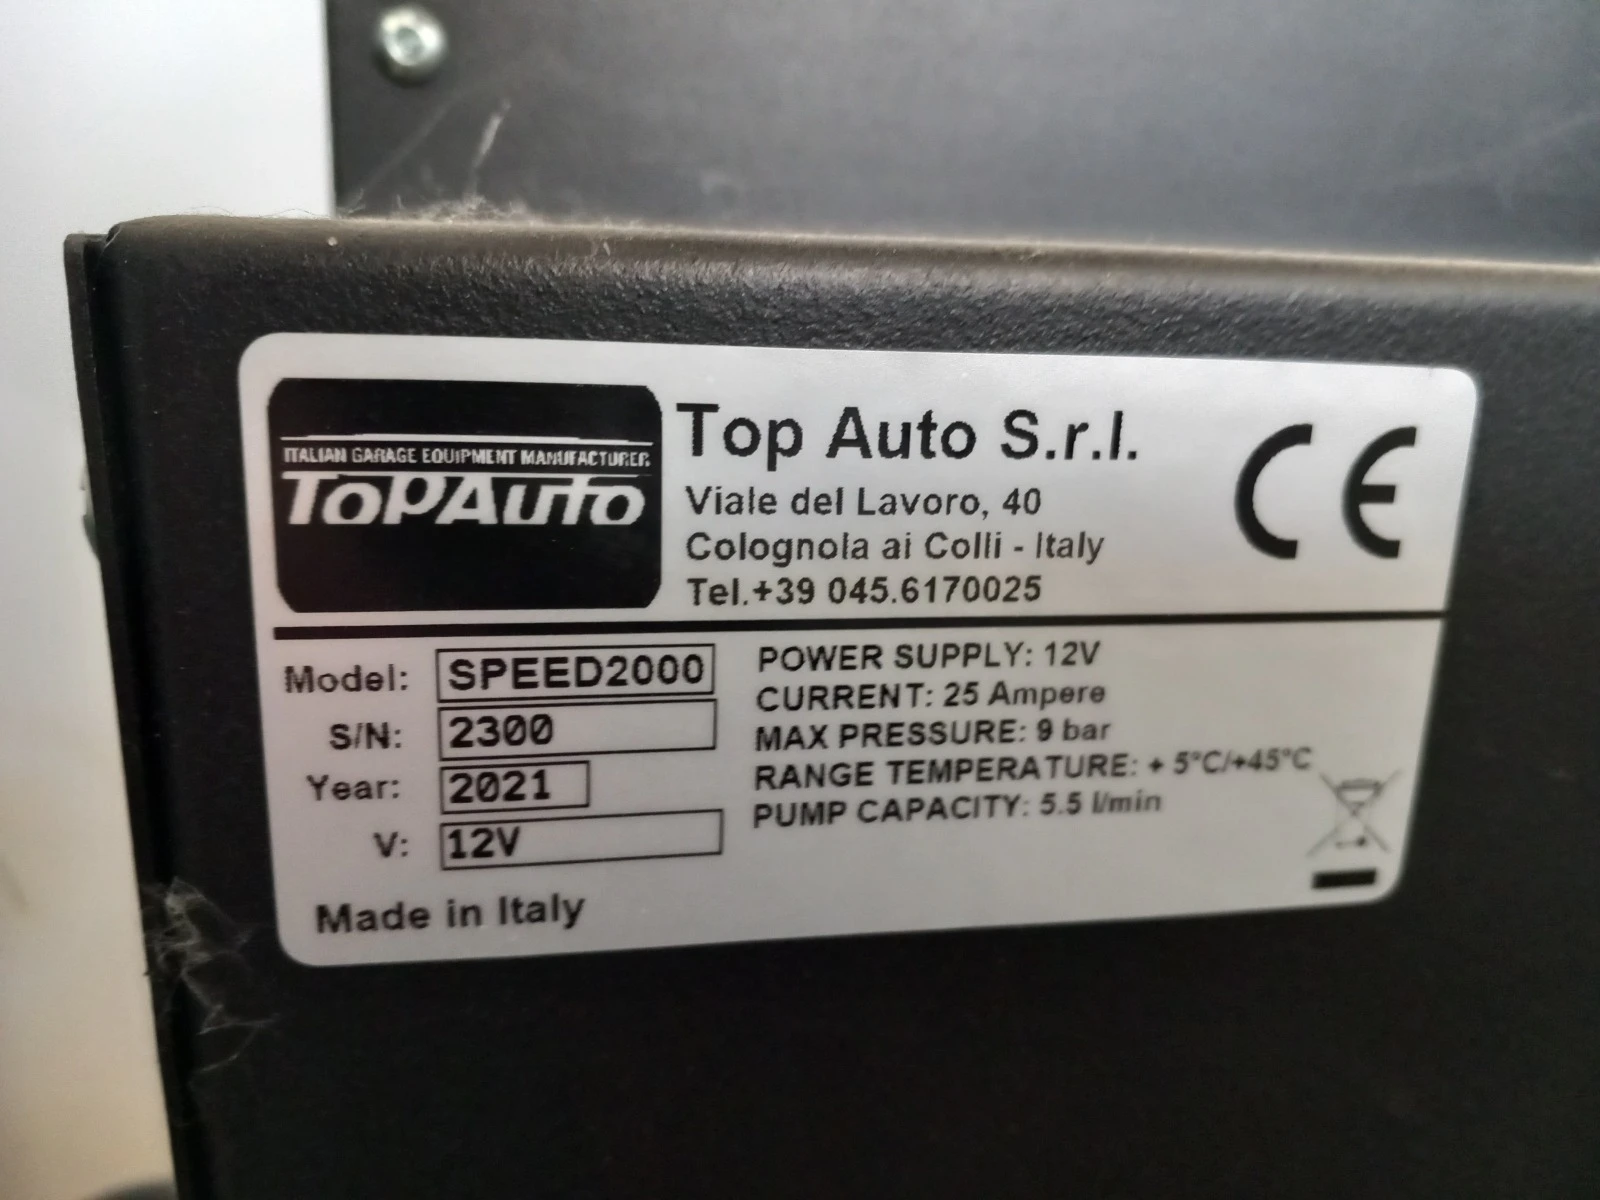 ITALIAN GARAGE EQUIPMENT MANUFACTURER
TopAuto
Top Auto S.r.l.
Viale del Lavoro, 40
Colognola ai Colli - Italy
Tel.+39 045.6170025
CE
Model: SPEED2000
S/N: 2300
Year: 2021
V: 12V
Made in Italy
POWER SUPPLY: 12V
CURRENT: 25 Ampere
MAX PRESSURE: 9 bar
RANGE TEMPERATURE: + 5°C/+45°C
PUMP CAPACITY: 5.5 l/min